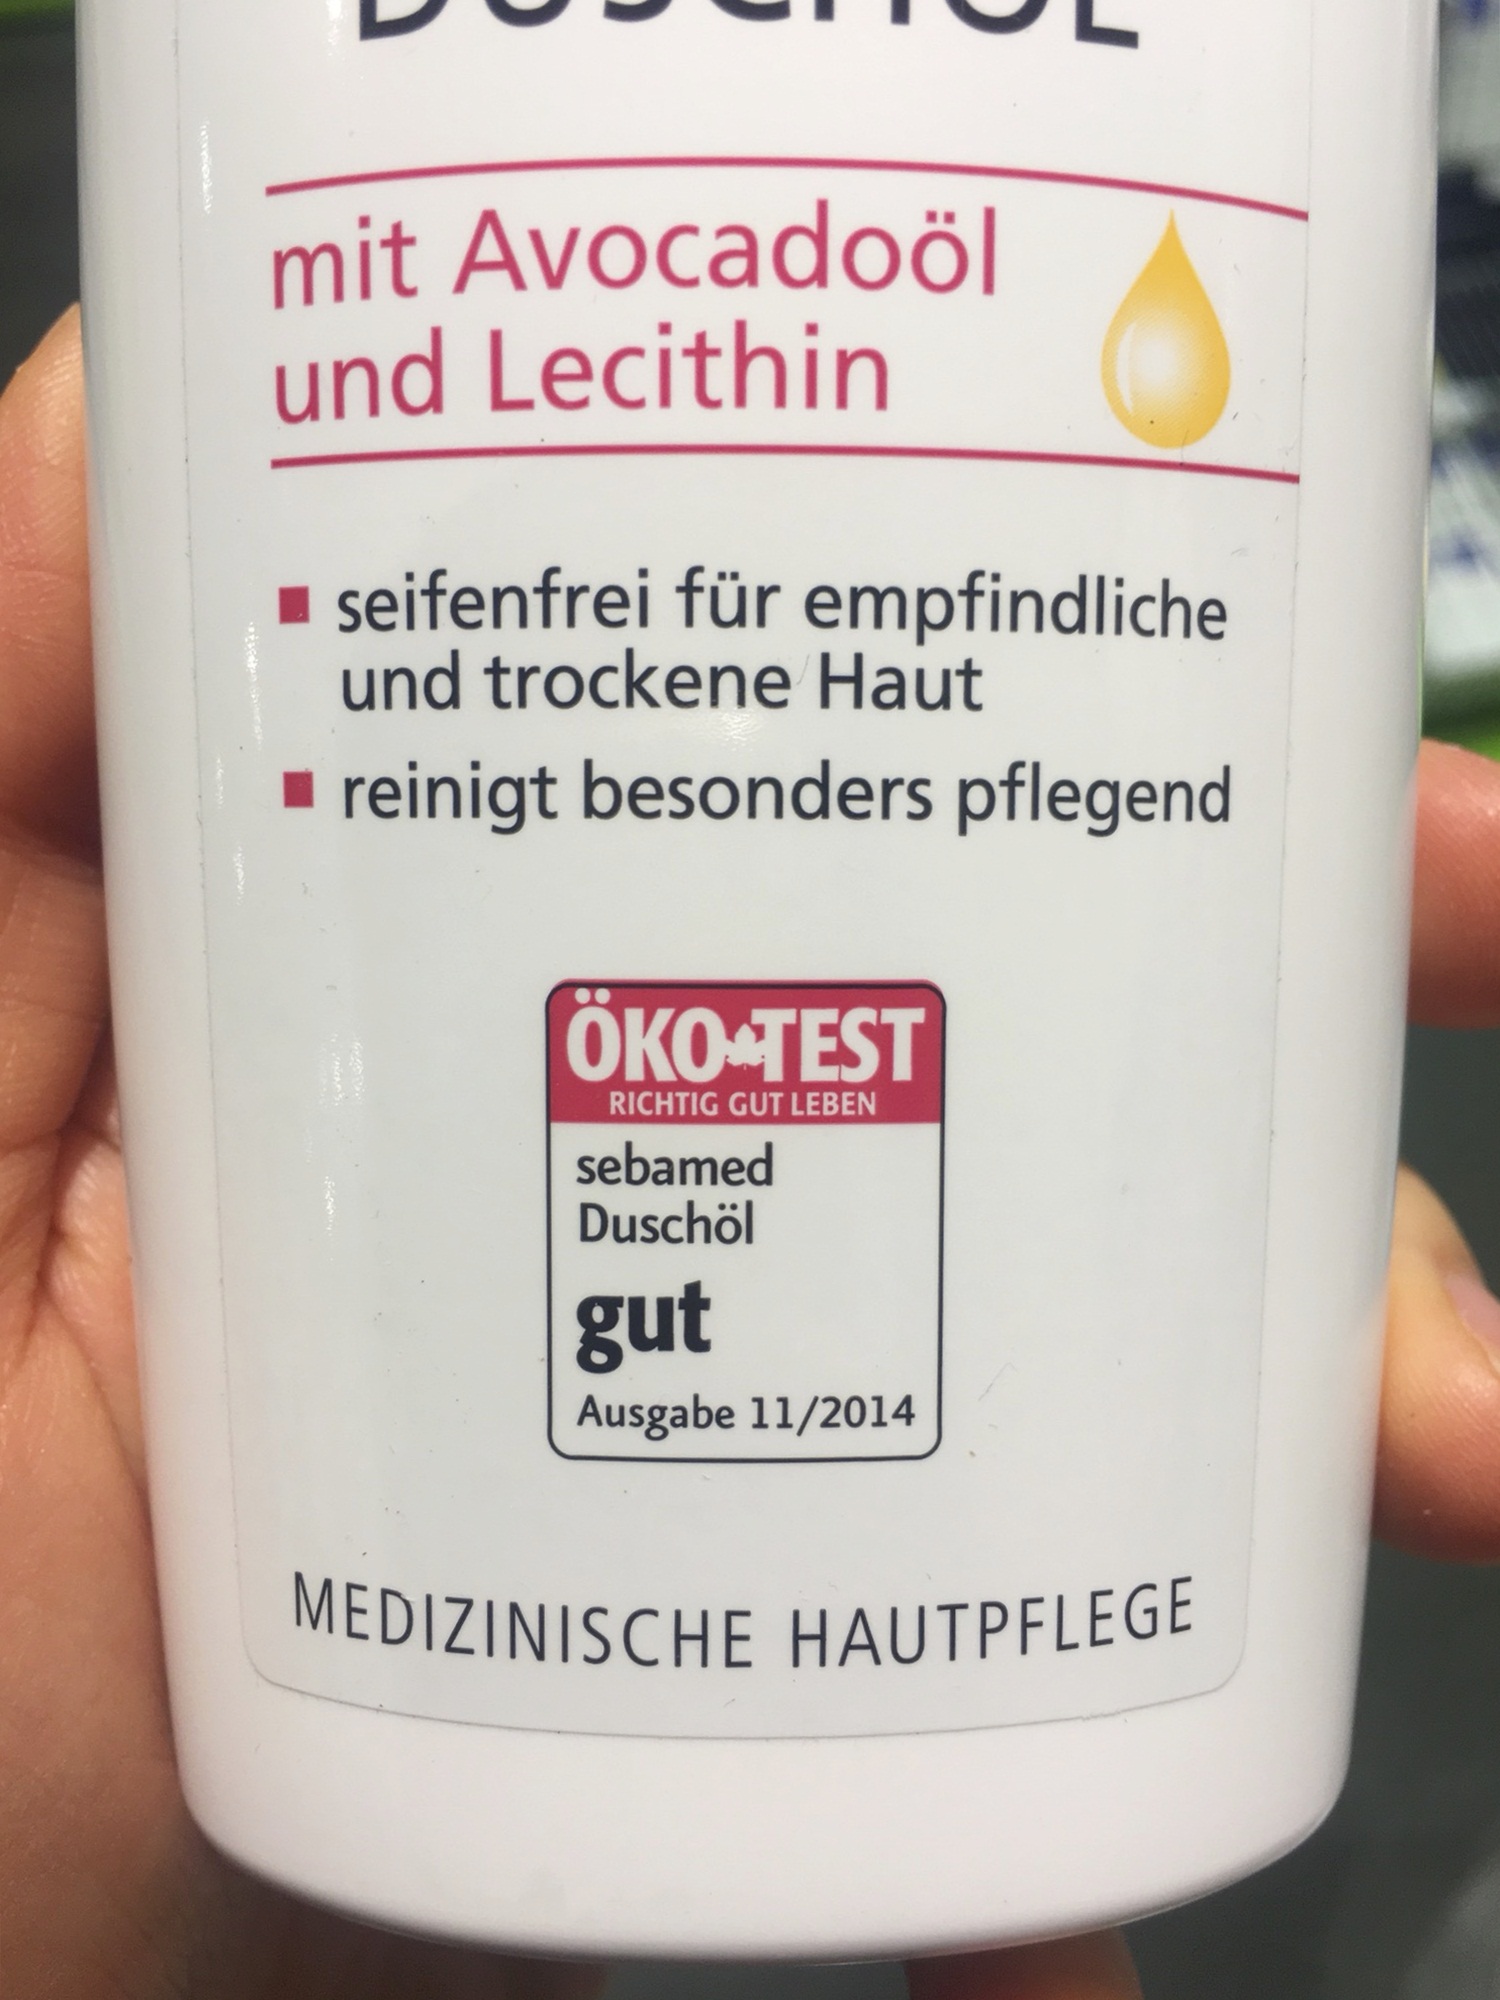 DUSCHÖL
mit Avocadoöl
und Lecithin
▪ seifenfrei für empfindliche
und trockene Haut
▪ reinigt besonders pflegend
ÖKO TEST
RICHTIG GUT LEBEN
sebamed
Duschöl
gut
Ausgabe 11/2014
MEDIZINISCHE HAUTPFLEGE